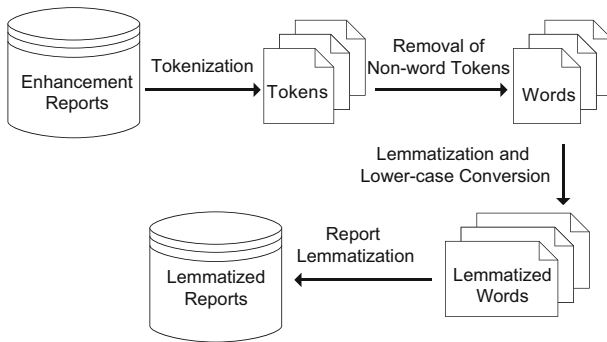 Enhancement
Reports
Tokenization
Tokens
Removal of
Non-word Tokens
Words
Lemmatization and
Lower-case Conversion
Lemmatized
Words
Report
Lemmatization
Lemmatized
Reports